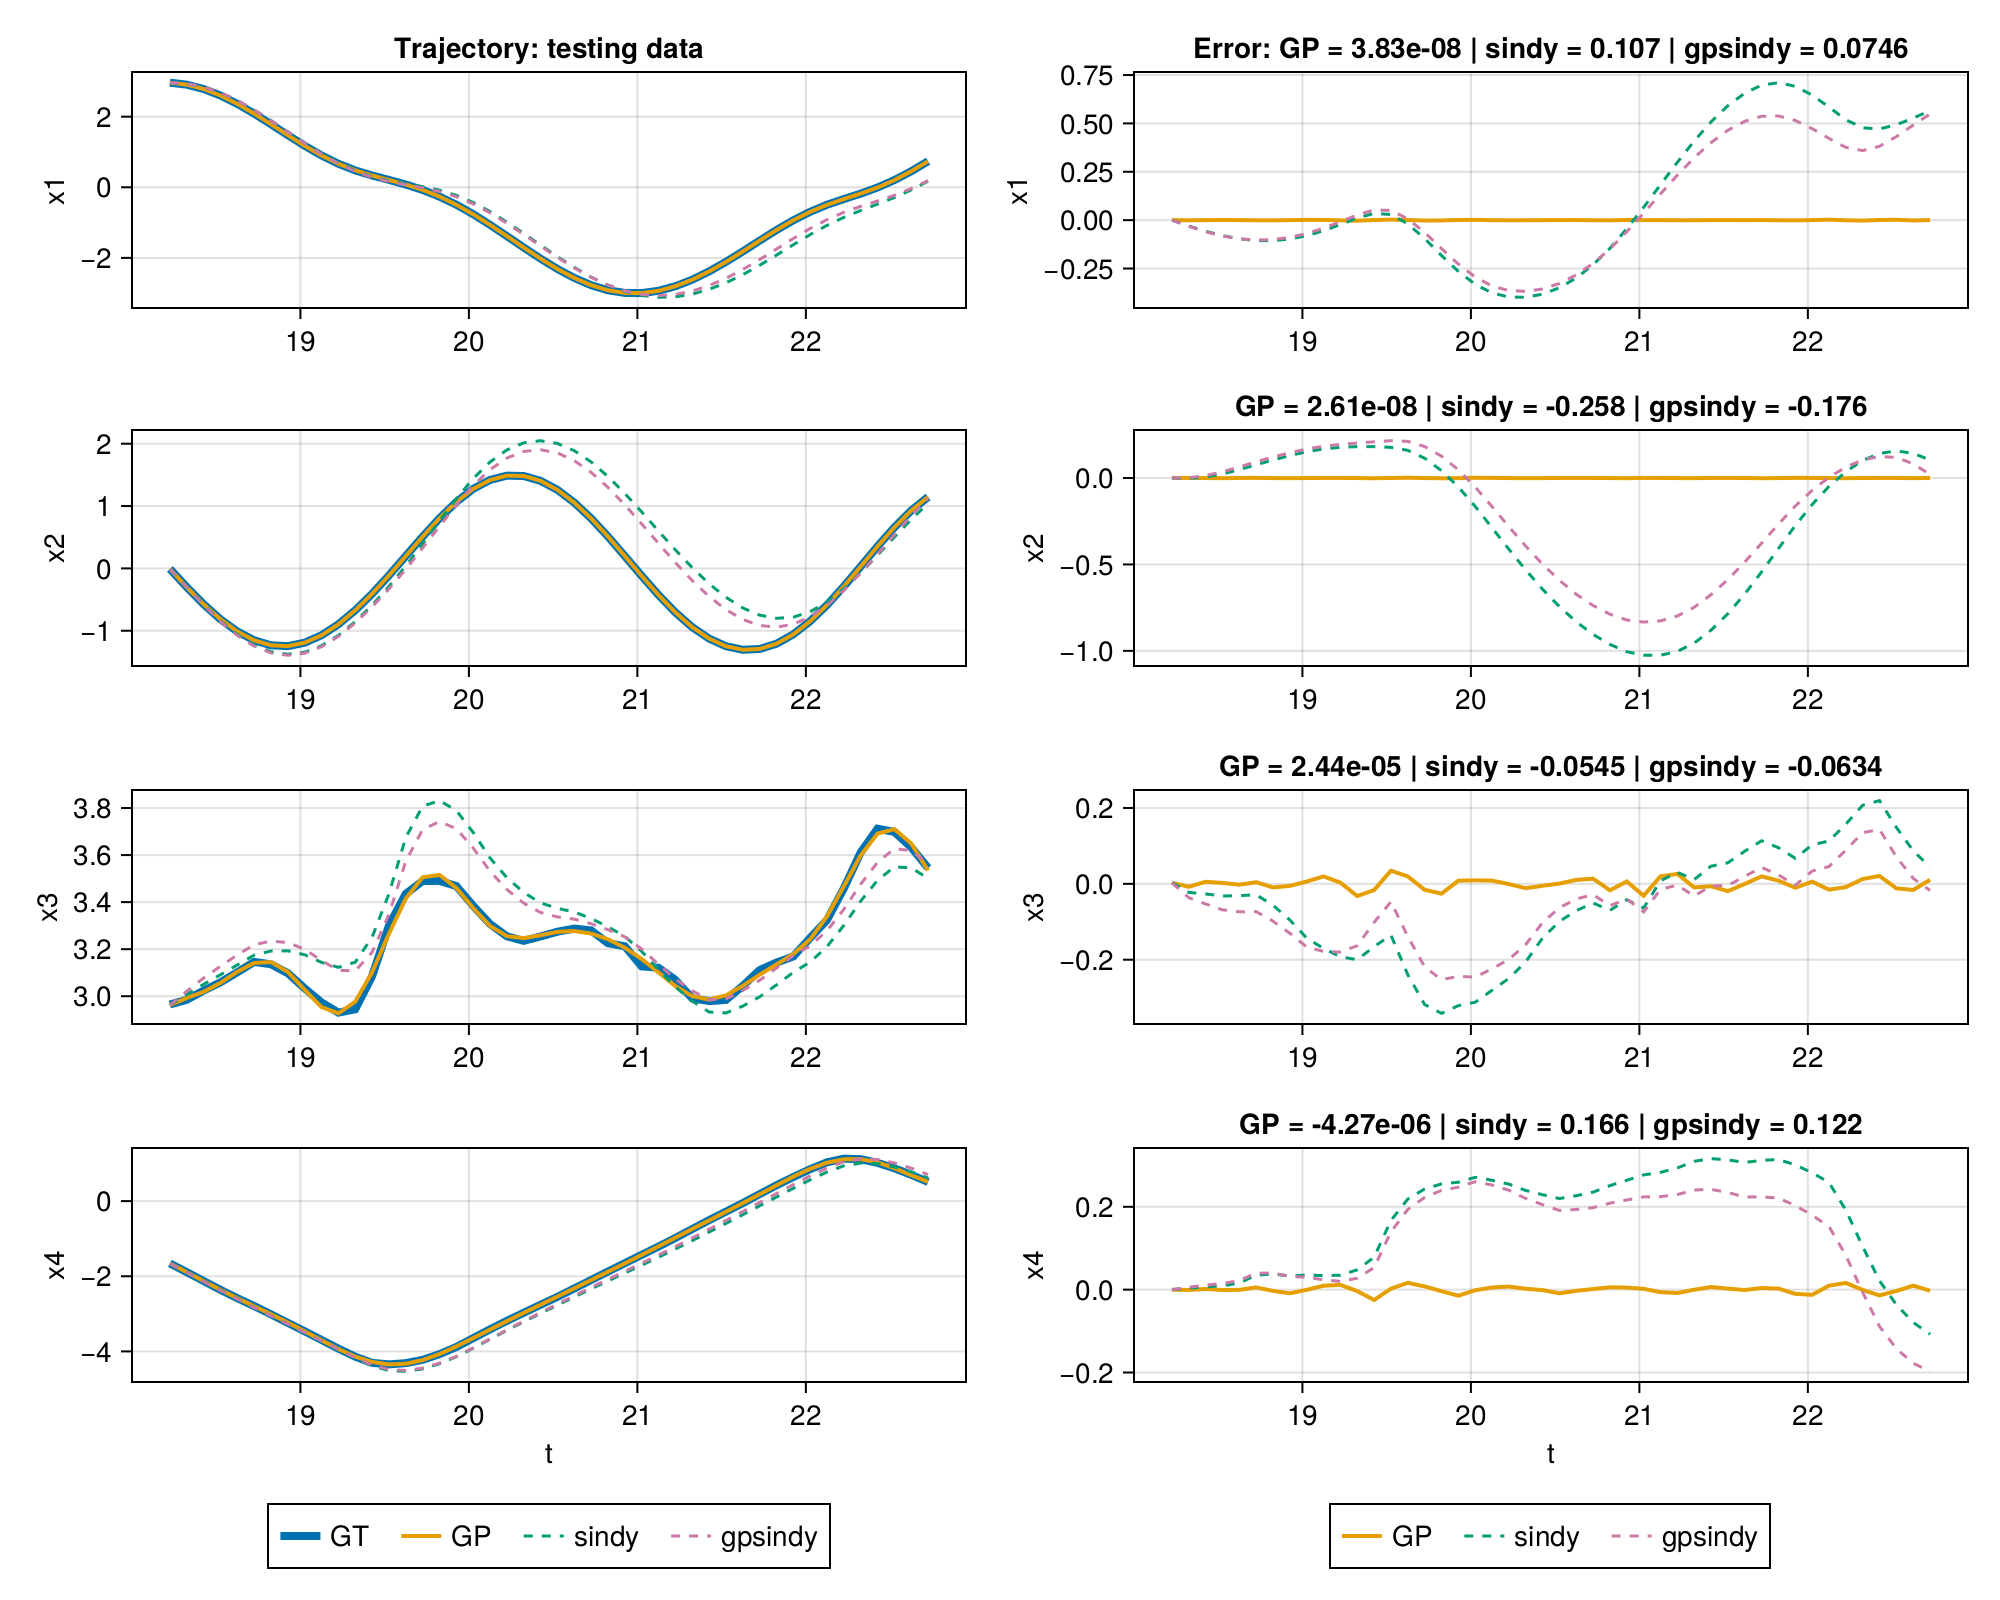 Trajectory: testing data
x1
2
0
−2
19 20 21 22
Error: GP = 3.83e-08 | sindy = 0.107 | gpsindy = 0.0746
x1
0.75
0.50
0.25
0.00
−0.25
19 20 21 22
x2
2
1
0
−1
19 20 21 22
GP = 2.61e-08 | sindy = -0.258 | gpsindy = -0.176
x2
0.0
−0.5
−1.0
19 20 21 22
x3
3.8
3.6
3.4
3.2
3.0
19 20 21 22
GP = 2.44e-05 | sindy = -0.0545 | gpsindy = -0.0634
x3
0.2
0.0
−0.2
19 20 21 22
x4
0
−2
−4
19 20 21 22
t
GP = -4.27e-06 | sindy = 0.166 | gpsindy = 0.122
x4
0.2
0.0
−0.2
19 20 21 22
t
GT GP sindy gpsindy
GP sindy gpsindy